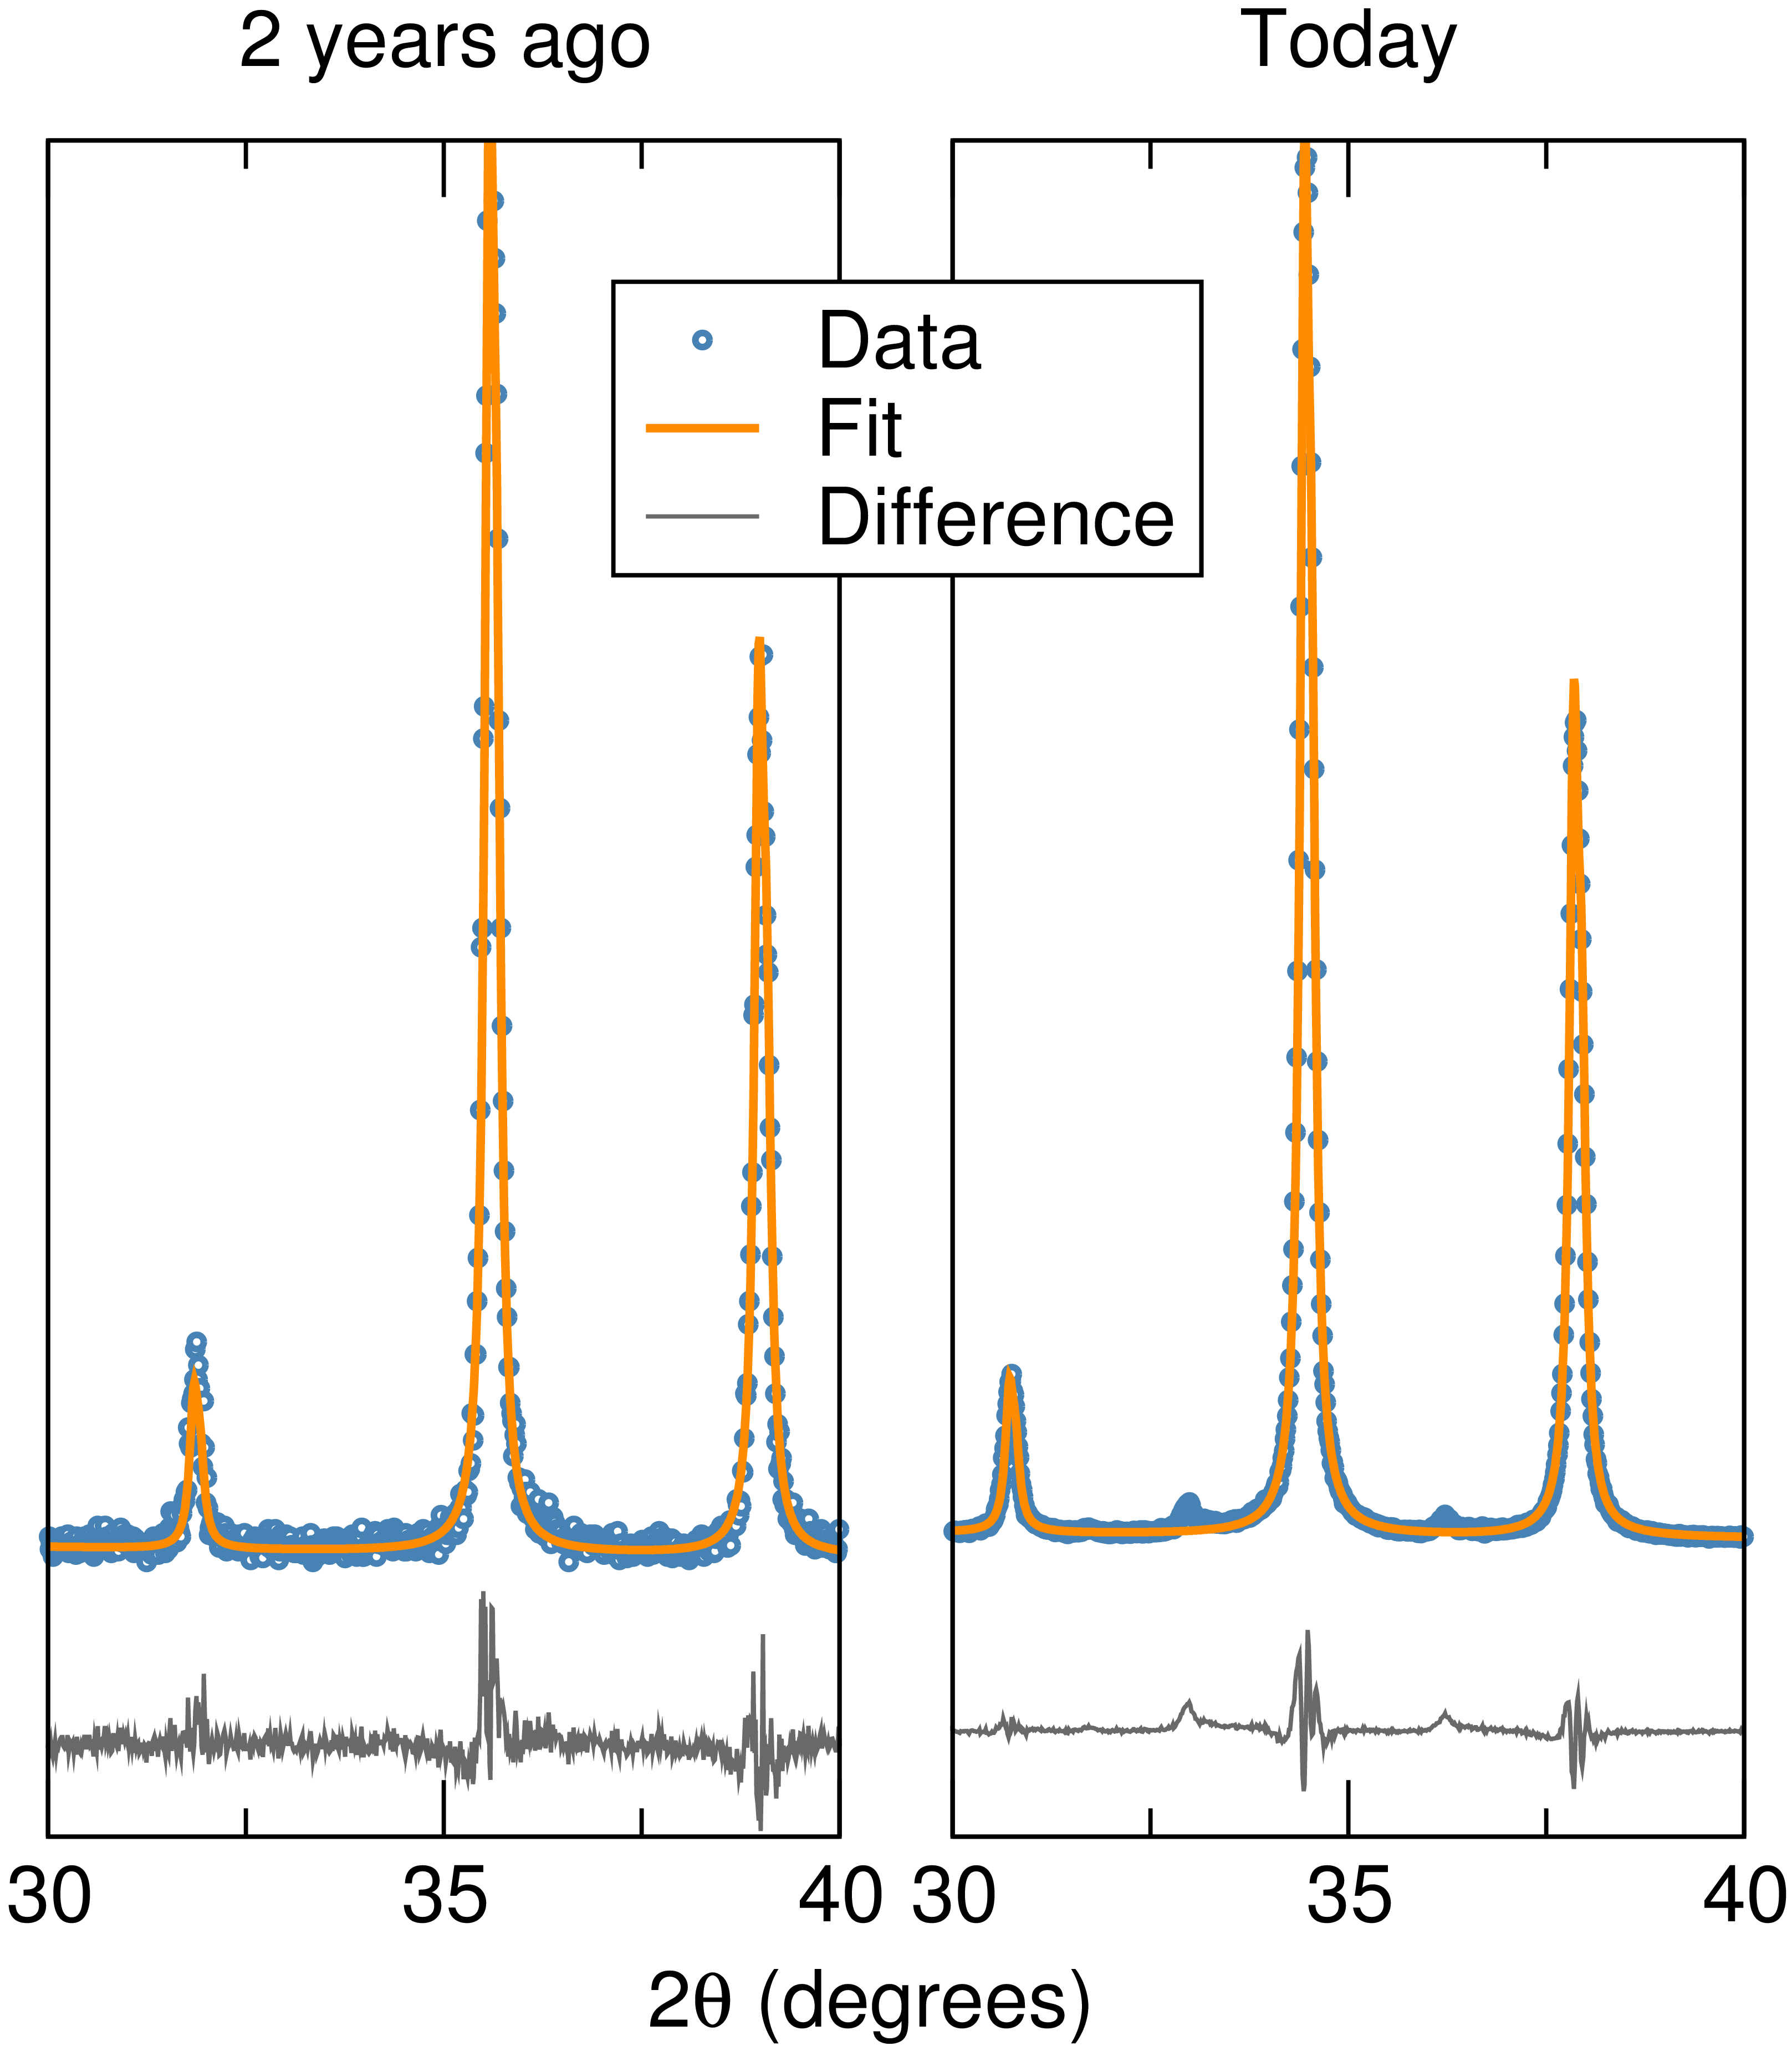 2 years ago
Today
Data
Fit
Difference
30
35
40
30
35
40
2θ (degrees)